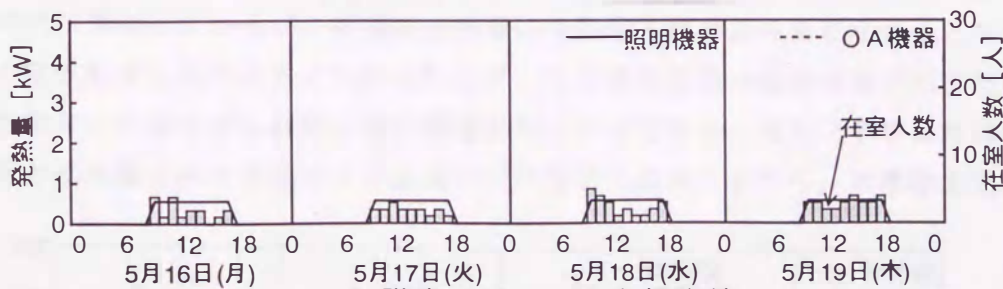 発熱量 [kW]
5
4
3
2
1
0
照明機器 OA機器
在室人数
30
20
10
0
在室人数 [人]
0 6 12 18 0 6 12 18 0 6 12 18 0 6 12 18 0
5月16日(月) 5月17日(火) 5月18日(水) 5月19日(木)